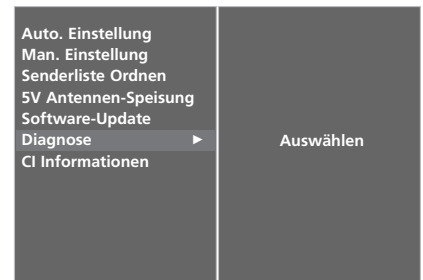 Auto. Einstellung
Man. Einstellung
Senderliste Ordnen
5V Antennen-Speisung
Software-Update
Diagnose ►
CI Informationen
Auswählen